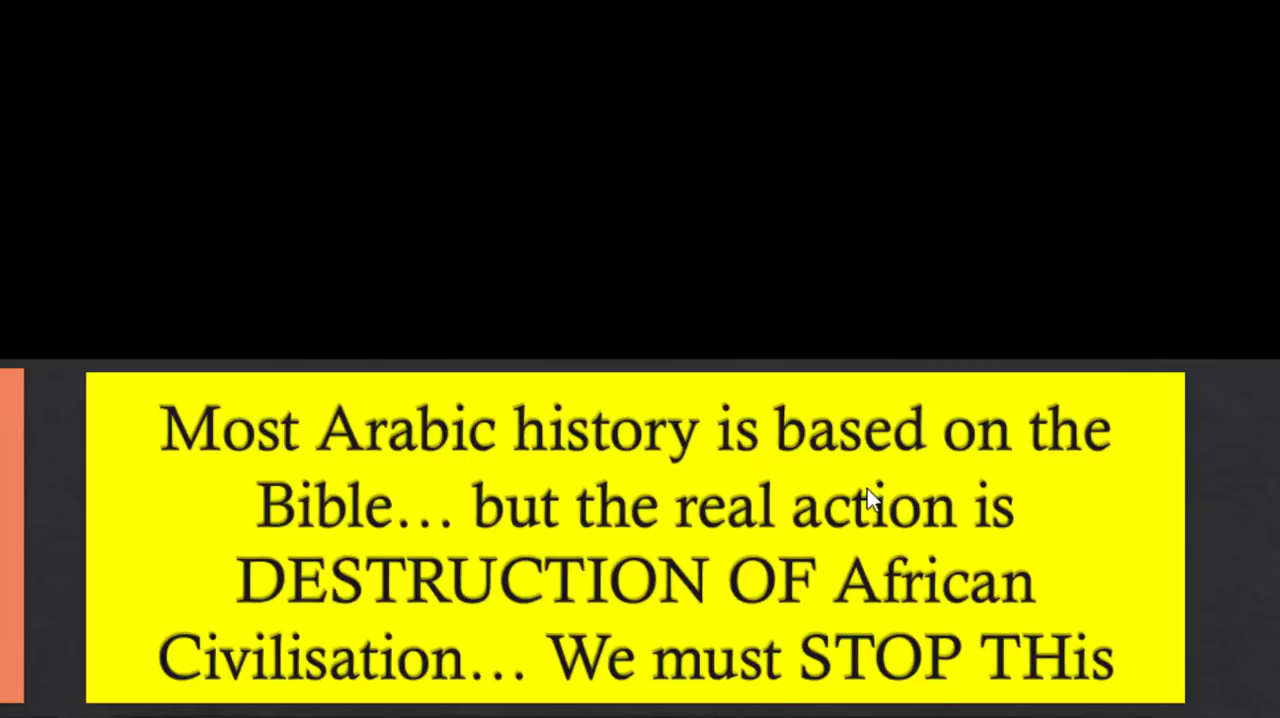 Most Arabic history is based on the
Bible... but the real action is
DESTRUCTION OF African
Civilisation... We must STOP THis